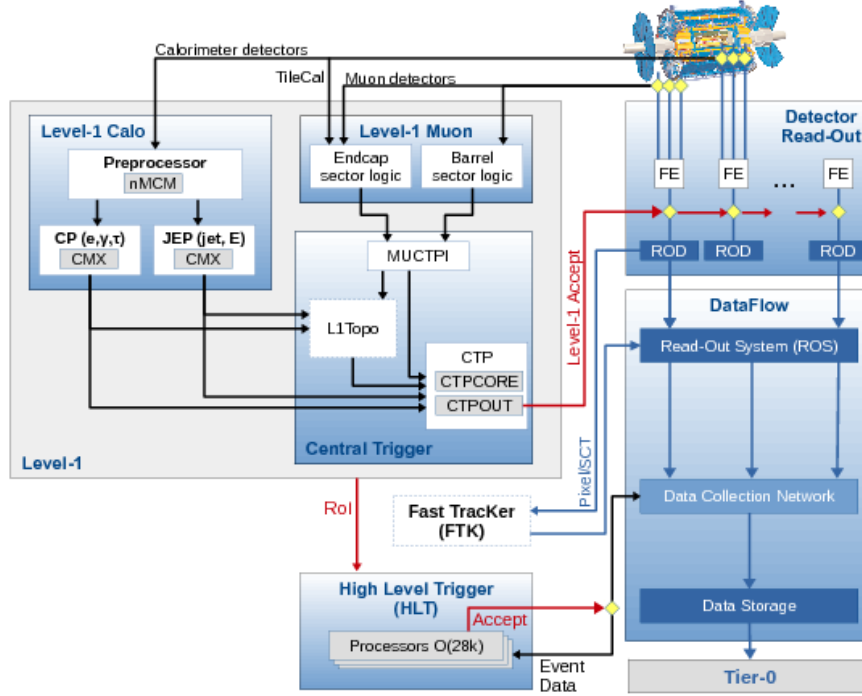 Calorimeter detectors
TileCal
Muon detectors
Detector
Read-Out
Level-1 Calo
Preprocessor
nMCM
CP (e,γ,τ)
CMX
JEP (jet, E)
CMX
Level-1 Muon
Endcap
sector logic
Barrel
sector logic
MUCTPI
L1Topo
CTP
CTPCORE
CTPOUT
Central Trigger
Level-1
Level-1 Accept
FE
FE
...
FE
ROD
ROD
ROD
DataFlow
Read-Out System (ROS)
Pixel/SCT
RoI
Fast TracKer
(FTK)
Data Collection Network
High Level Trigger
(HLT)
Accept
Processors O(28k)
Event
Data
Data Storage
Tier-0